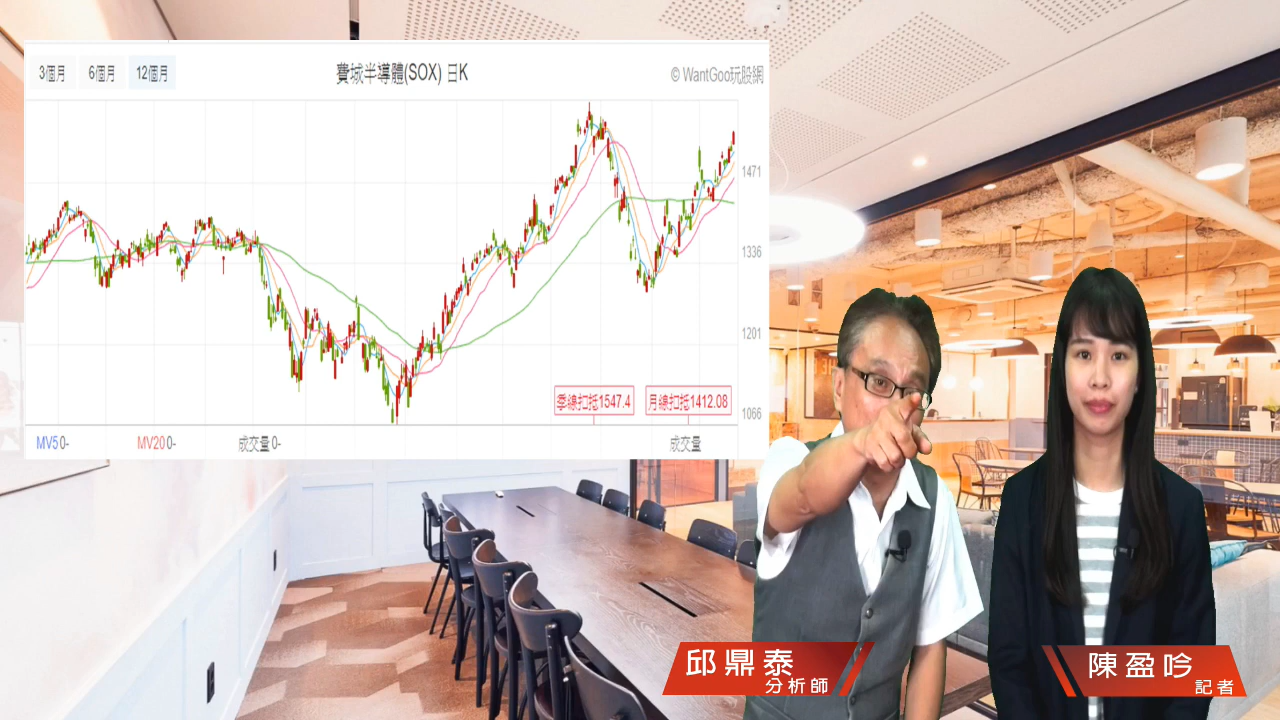 3個月 6個月 12個月 費城半導體(SOX) 日K © WantGoo玩股網
1471
1336
1201
季線扣抵1547.4 月線扣抵1412.08
1066
MV5 0- MV20 0- 成交量 0- 成交量
邱鼎泰
分析師
陳盈吟
記者